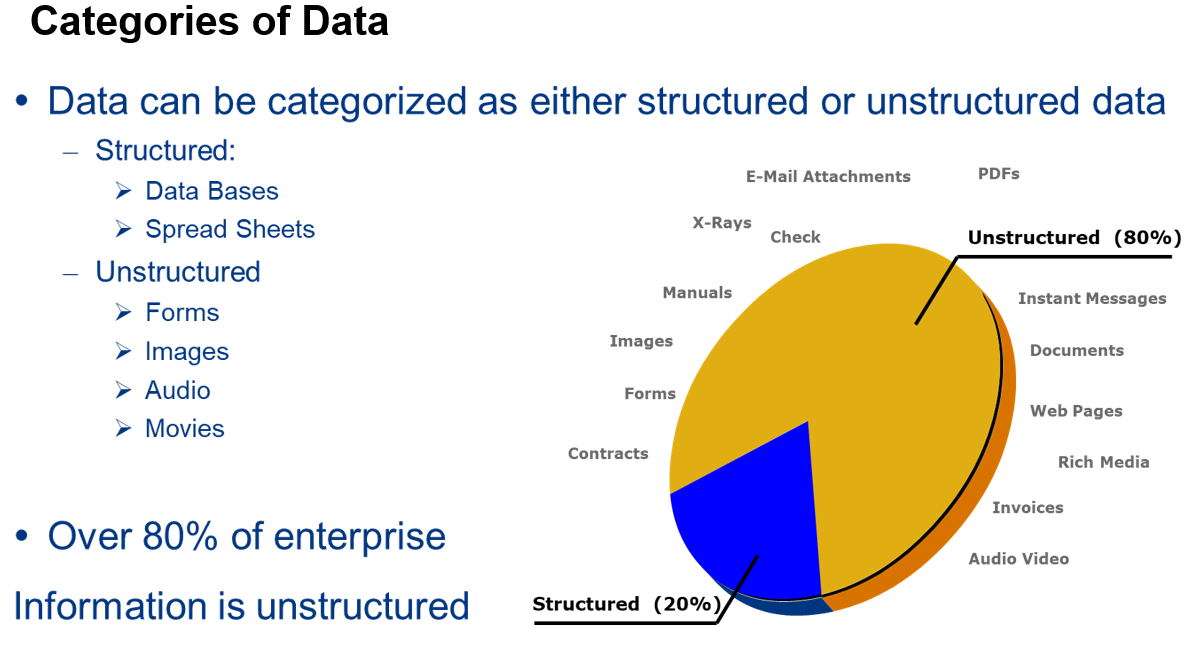 Categories of Data
• Data can be categorized as either structured or unstructured data
– Structured:
➢ Data Bases
➢ Spread Sheets
– Unstructured
➢ Forms
➢ Images
➢ Audio
➢ Movies
• Over 80% of enterprise
Information is unstructured
E-Mail Attachments
PDFs
X-Rays
Check
Unstructured (80%)
Manuals
Instant Messages
Images
Documents
Forms
Web Pages
Contracts
Rich Media
Invoices
Audio Video
Structured (20%)